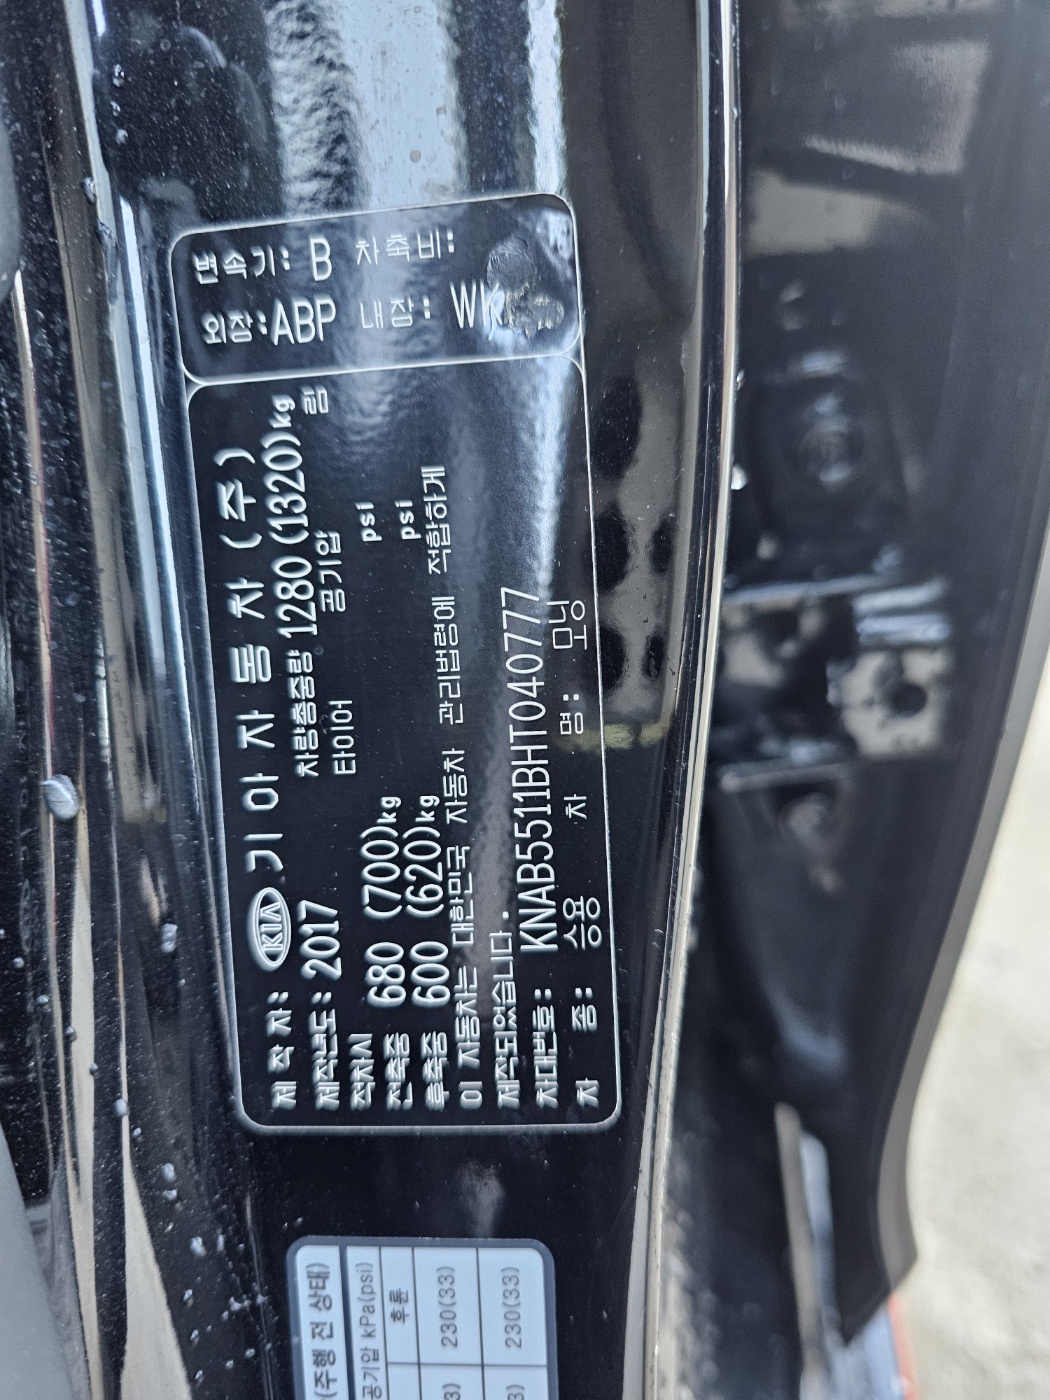 제 작 자: KIA 기 아 자 동 차 (주)
제작년도: 2017 차량총중량 1280 (1320)kg
적차시 타이어 공기압 림
전축중 680 (700)kg psi
후축중 600 (620)kg psi
이 자동차는 대한민국 자동차 관리법령에 적합하게
제작되었습니다.
차대번호: KNAB5511BHT040777
차 종: 승용 차 명: 모닝
변속기: B 차축비:
외장:ABP 내장: WK
(주행 전 상태)
공기압 kPa(psi)
후륜
3) 230(33)
3) 230(33)